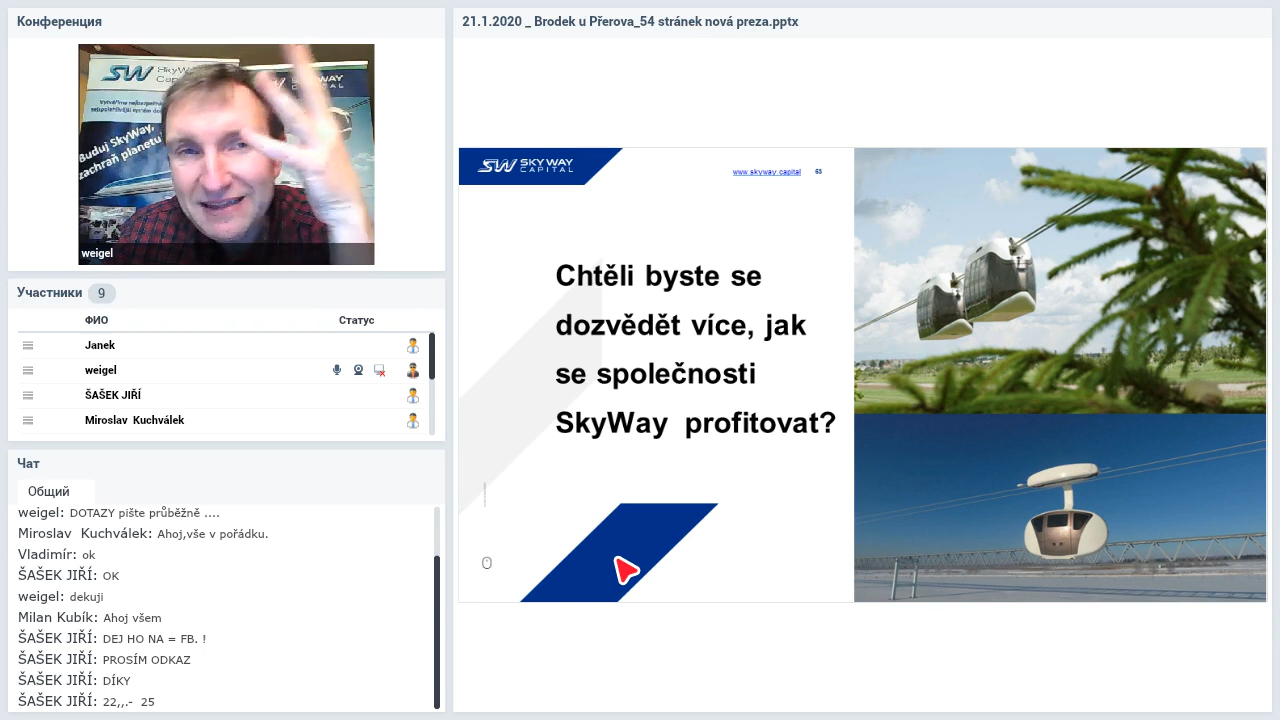 Конференция
SW SkyWay
Capital
SKYWAY
CAPITAL
Buduj SkyWay,
zachraň planetu
weigel
Участники 9
ФИО Статус
Janek
weigel
ŠAŠEK JIŘÍ
Miroslav Kuchválek
Чат
Общий
weigel: DOTAZY pište průběžně ....
Miroslav Kuchválek: Ahoj,vše v pořádku.
Vladimír: ok
ŠAŠEK JIŘÍ: OK
weigel: dekuji
Milan Kubík: Ahoj všem
ŠAŠEK JIŘÍ: DEJ HO NA = FB. !
ŠAŠEK JIŘÍ: PROSÍM ODKAZ
ŠAŠEK JIŘÍ: DÍKY
ŠAŠEK JIŘÍ: 22,,.- 25
21.1.2020 _ Brodek u Přerova_54 stránek nová preza.pptx
SW SKYWAY
CAPITAL
www.skyway.capital 63
Chtěli byste se
dozvědět více, jak
se společnosti
SkyWay profitovat?